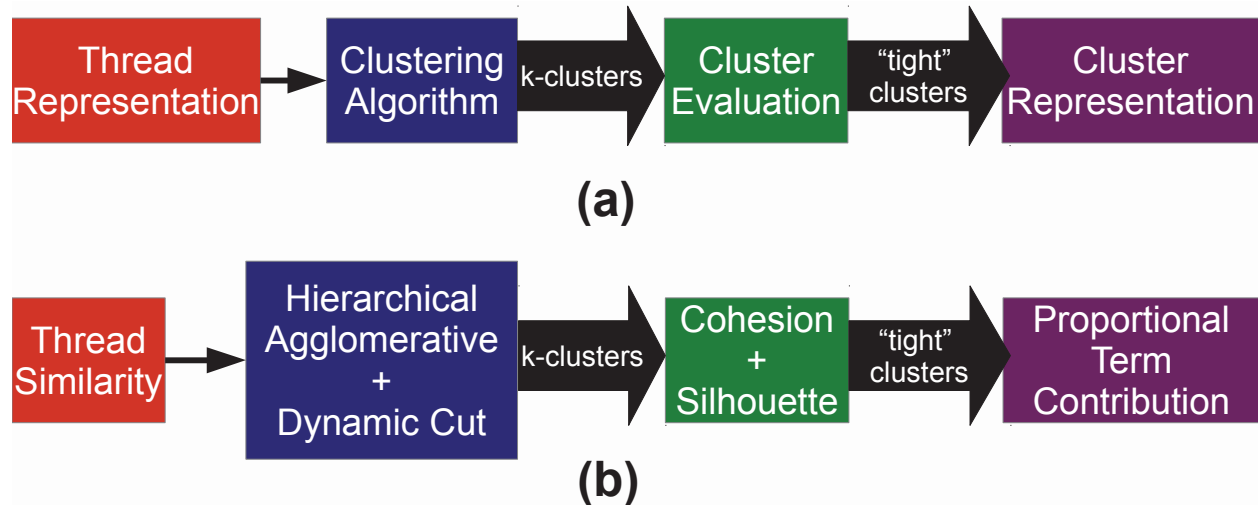 Thread
Representation
Clustering
Algorithm
k-clusters
Cluster
Evaluation
“tight”
clusters
Cluster
Representation
(a)
Thread
Similarity
Hierarchical
Agglomerative
+
Dynamic Cut
k-clusters
Cohesion
+
Silhouette
“tight”
clusters
Proportional
Term
Contribution
(b)